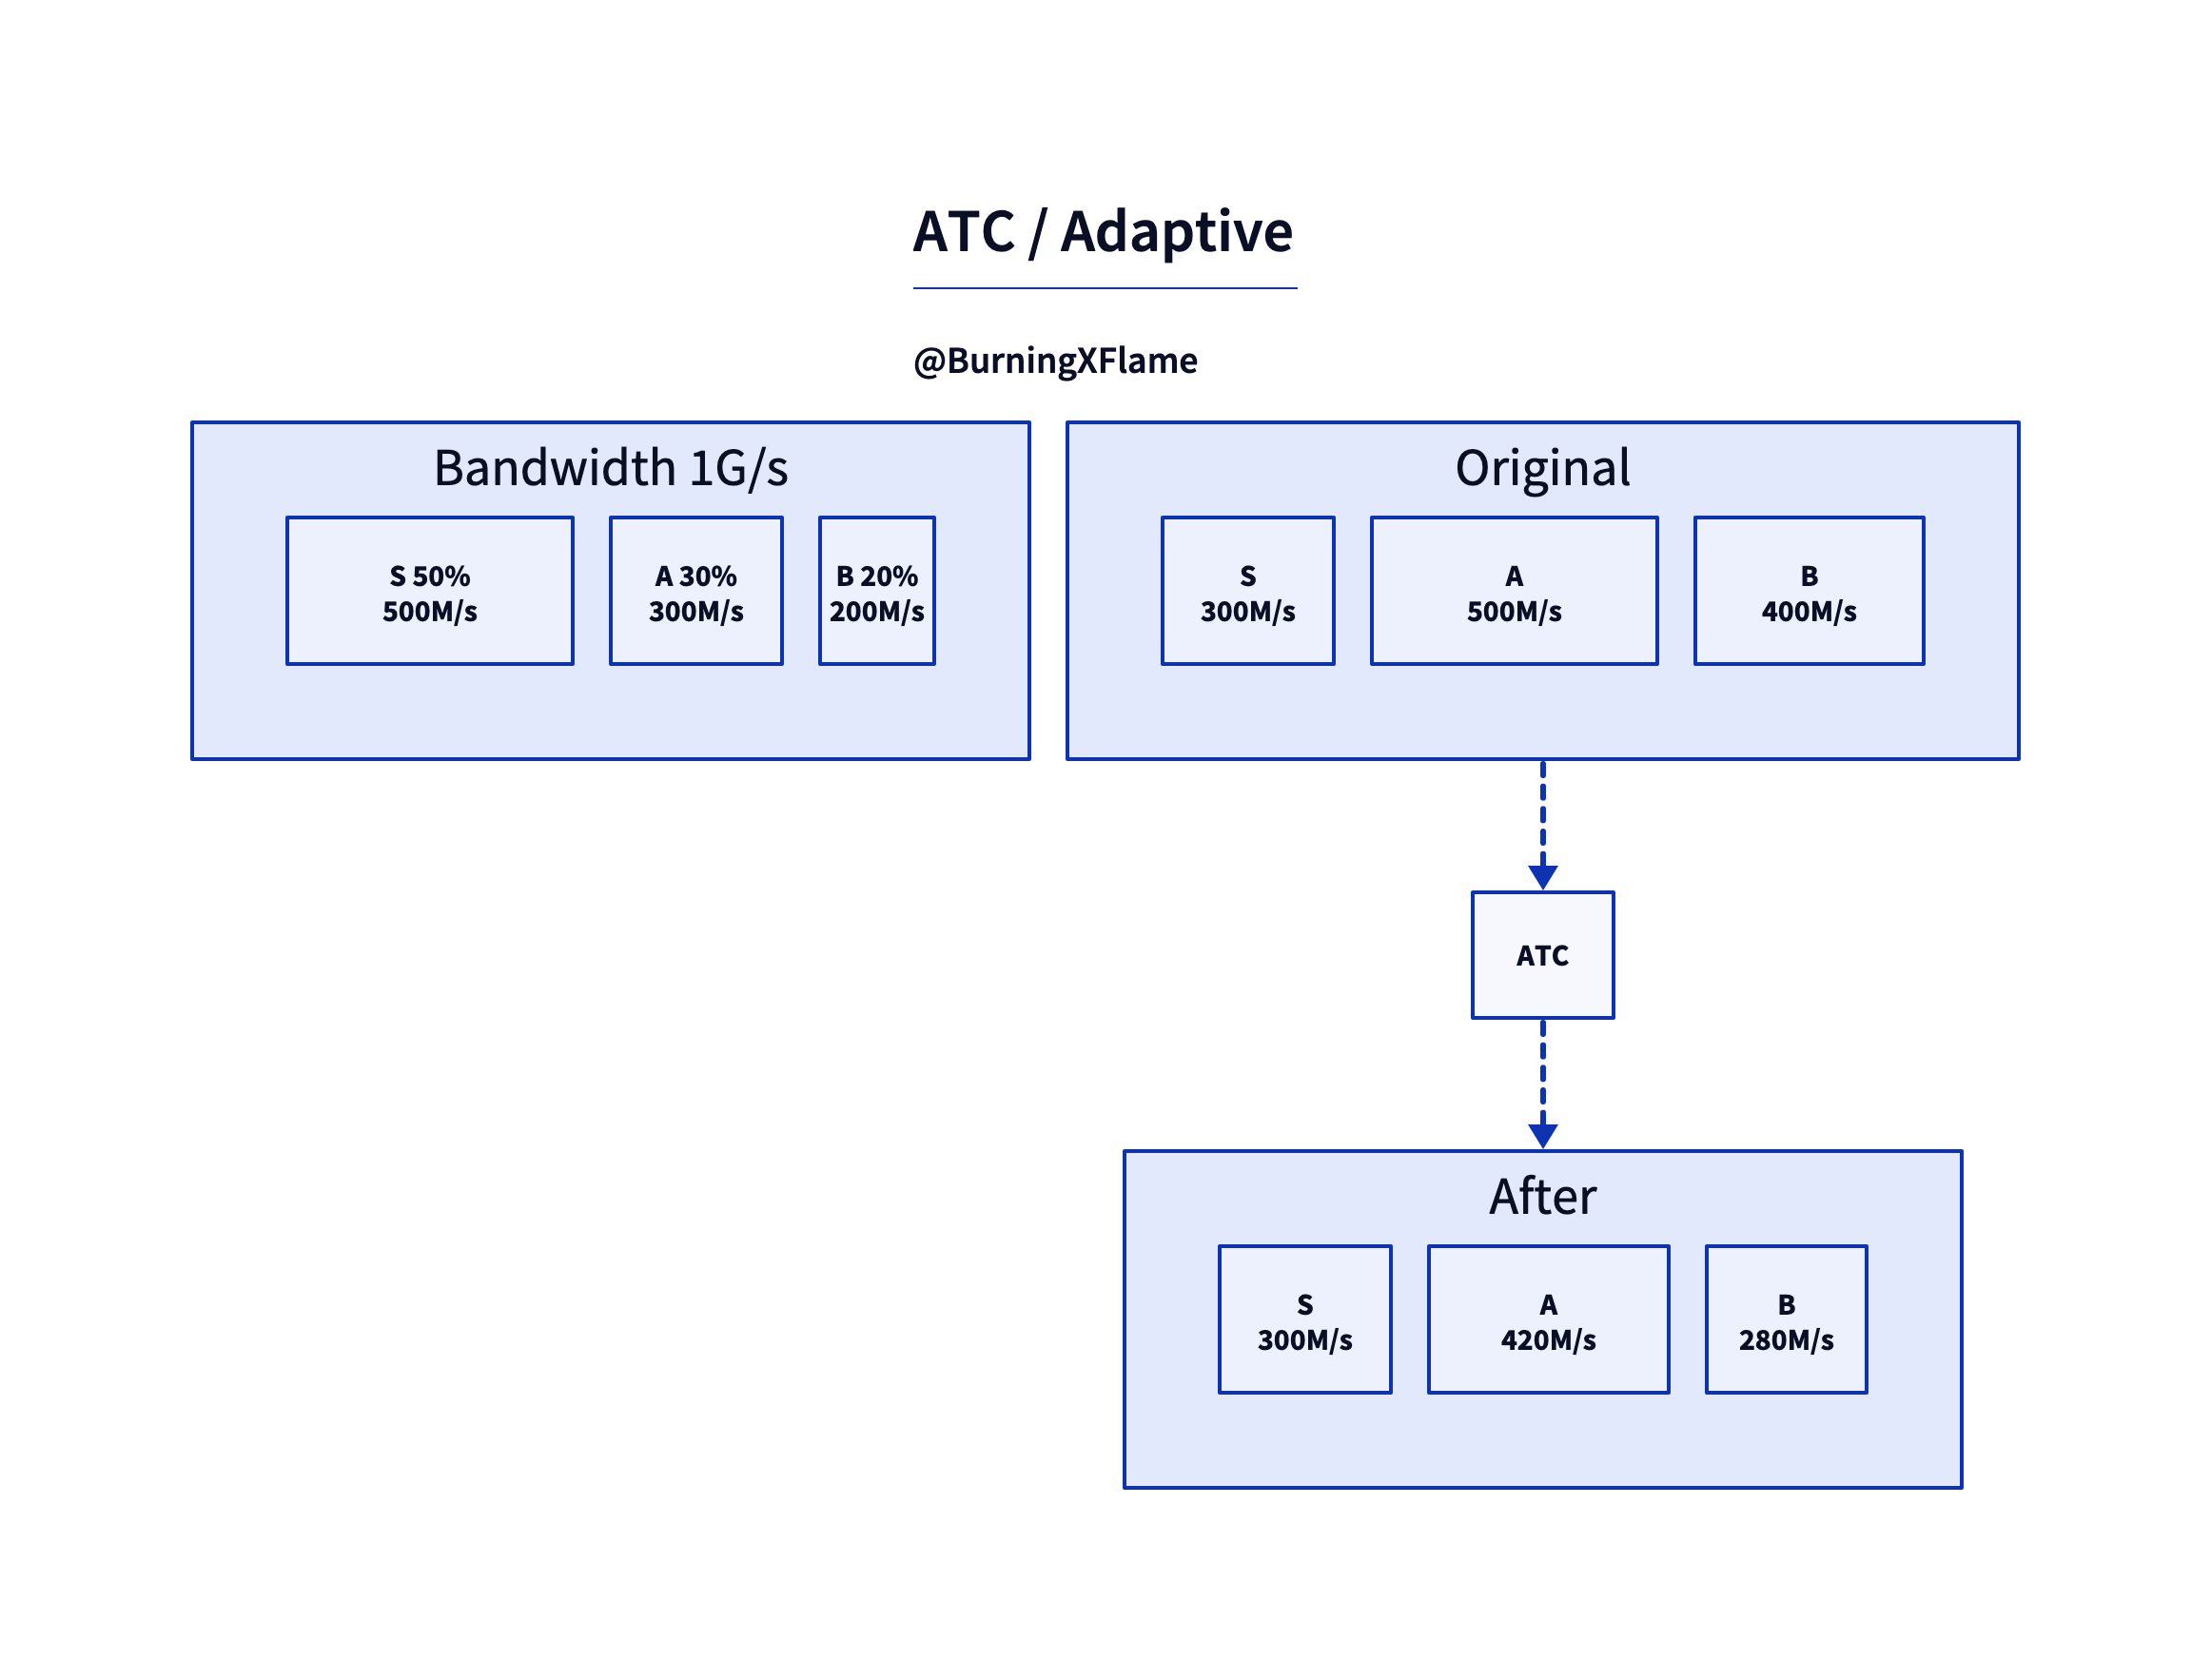 ATC / Adaptive
@BurningXFlame
Bandwidth 1G/s
S 50%
500M/s
A 30%
300M/s
B 20%
200M/s
Original
S
300M/s
A
500M/s
B
400M/s
ATC
After
S
300M/s
A
420M/s
B
280M/s